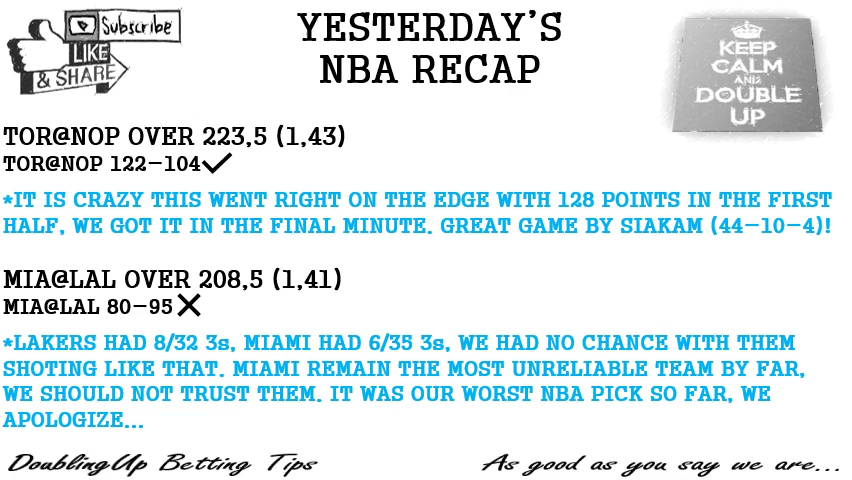 Subscribe
LIKE
& SHARE
YESTERDAY'S
NBA RECAP
KEEP
CALM
AND
DOUBLE
UP
TOR@NOP OVER 223,5 (1,43)
TOR@NOP 122-104
*IT IS CRAZY THIS WENT RIGHT ON THE EDGE WITH 128 POINTS IN THE FIRST
HALF, WE GOT IT IN THE FINAL MINUTE. GREAT GAME BY SIAKAM (44-10-4)!
MIA@LAL OVER 208,5 (1,41)
MIA@LAL 80-95
*LAKERS HAD 8/32 3s, MIAMI HAD 6/35 3s, WE HAD NO CHANCE WITH THEM
SHOTING LIKE THAT. MIAMI REMAIN THE MOST UNRELIABLE TEAM BY FAR,
WE SHOULD NOT TRUST THEM. IT WAS OUR WORST NBA PICK SO FAR, WE
APOLOGIZE...
DoublingUp Betting Tips
As good as you say we are...